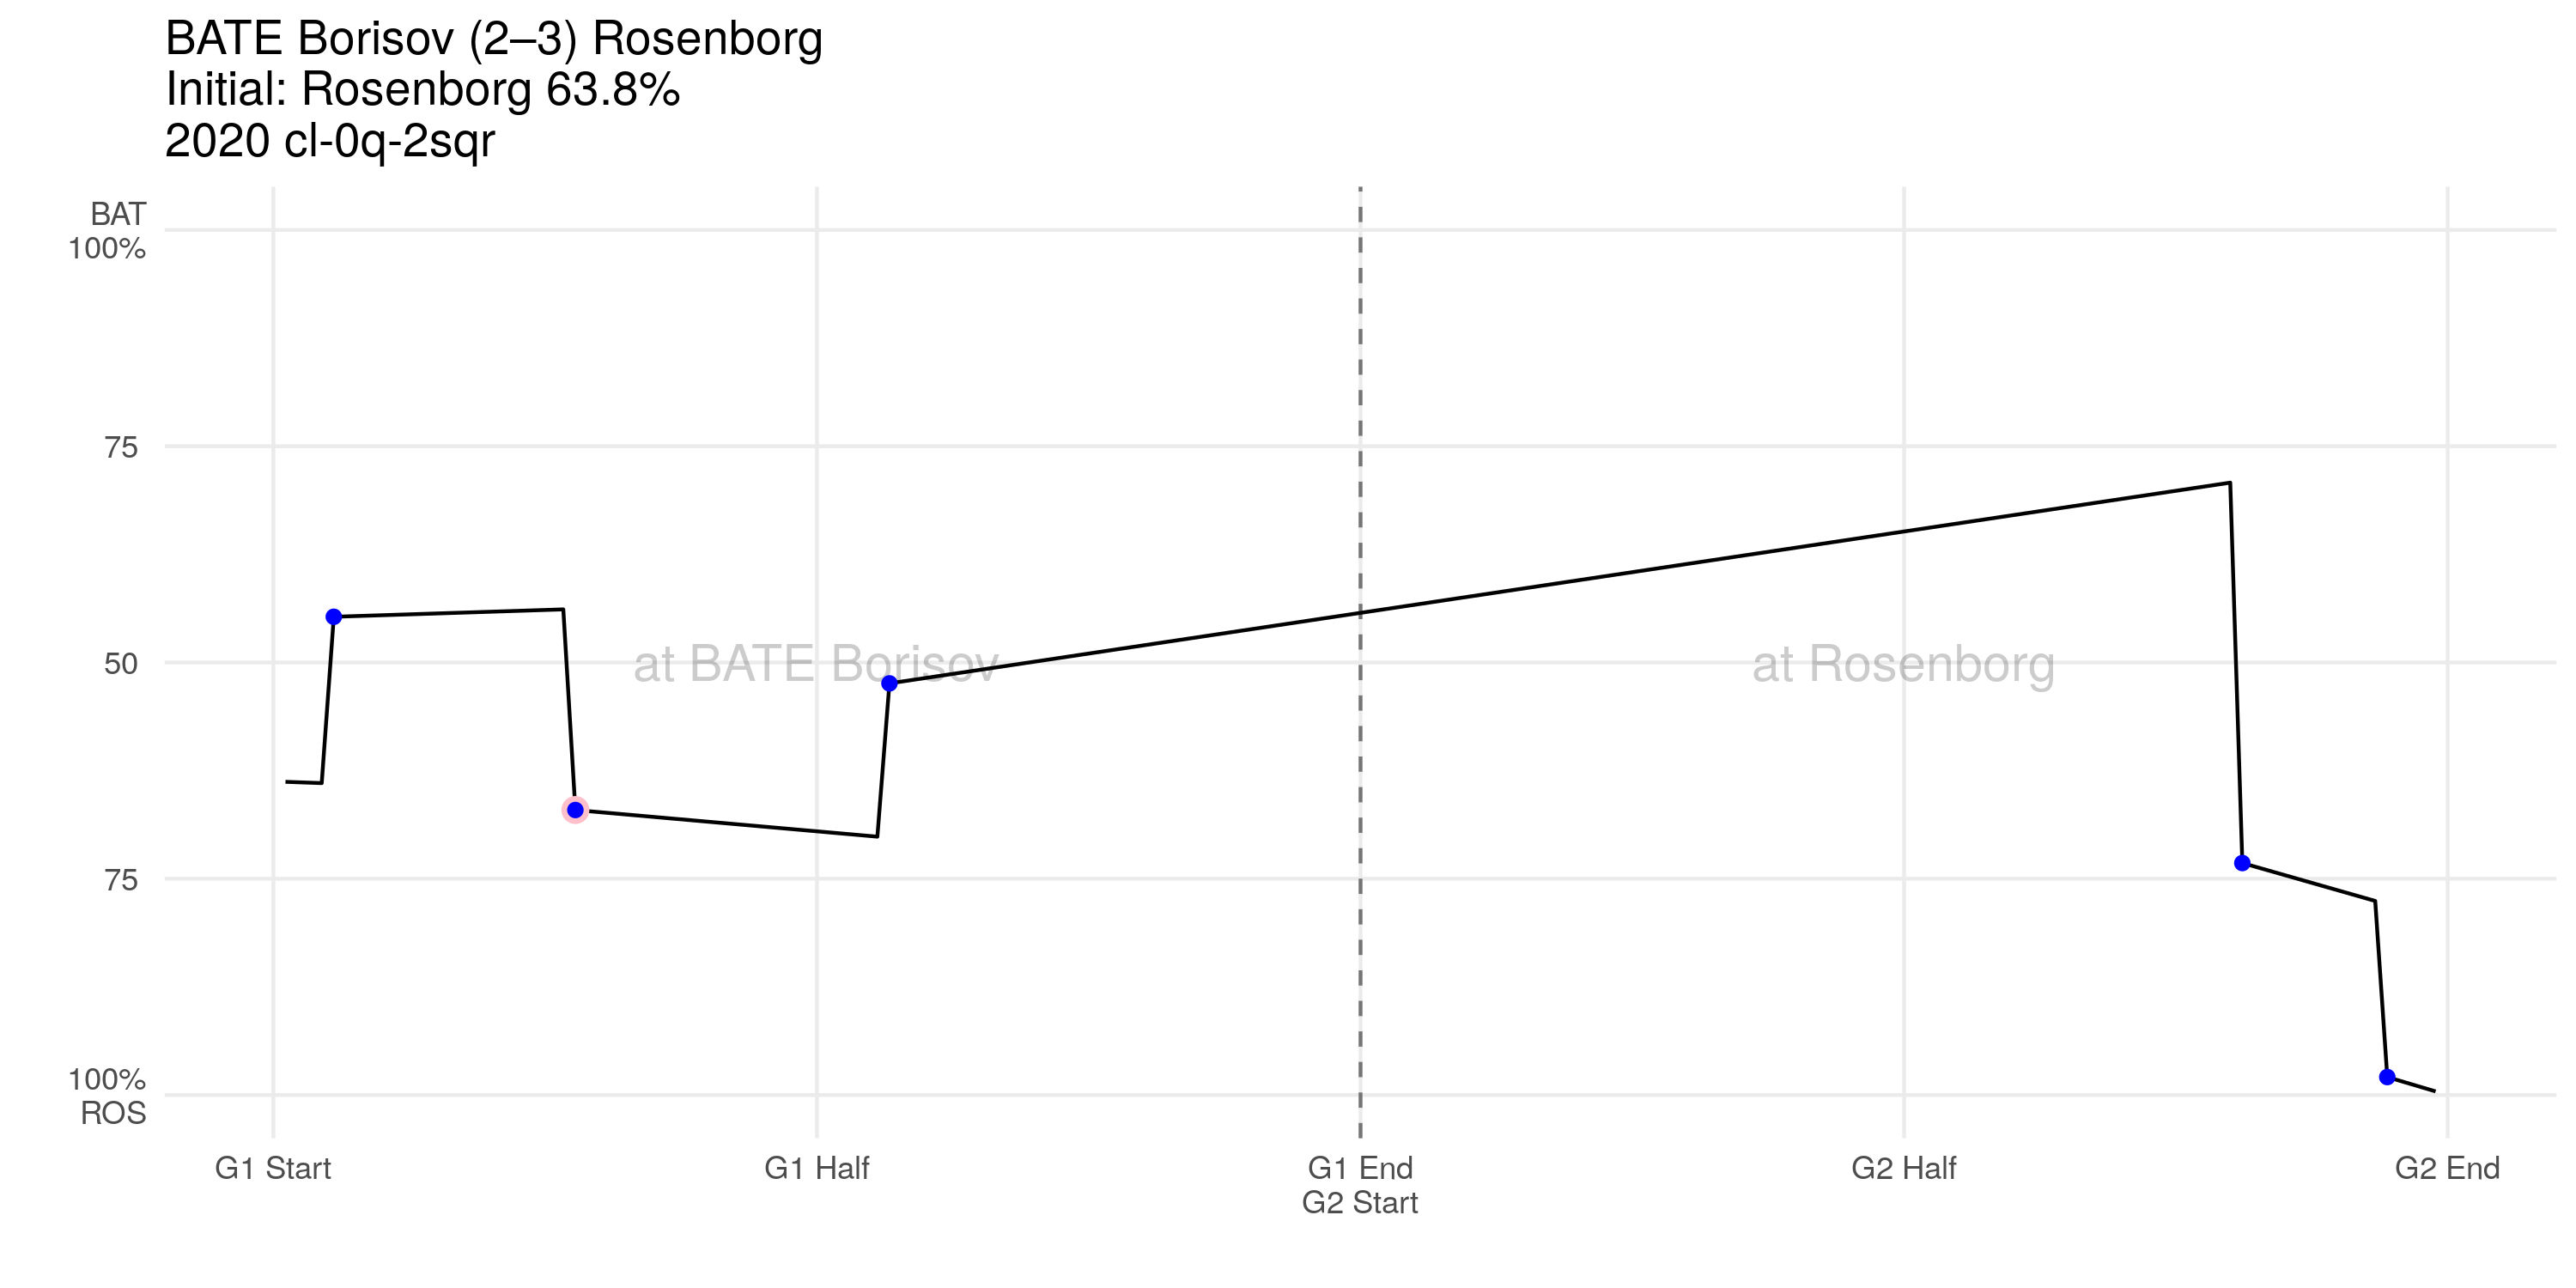 BATE Borisov (2–3) Rosenborg
Initial: Rosenborg 63.8%
2020 cl-0q-2sqr
BAT
100%
75
50
75
100%
ROS
at BATE Borisov
at Rosenborg
G1 Start
G1 Half
G1 End
G2 Start
G2 Half
G2 End